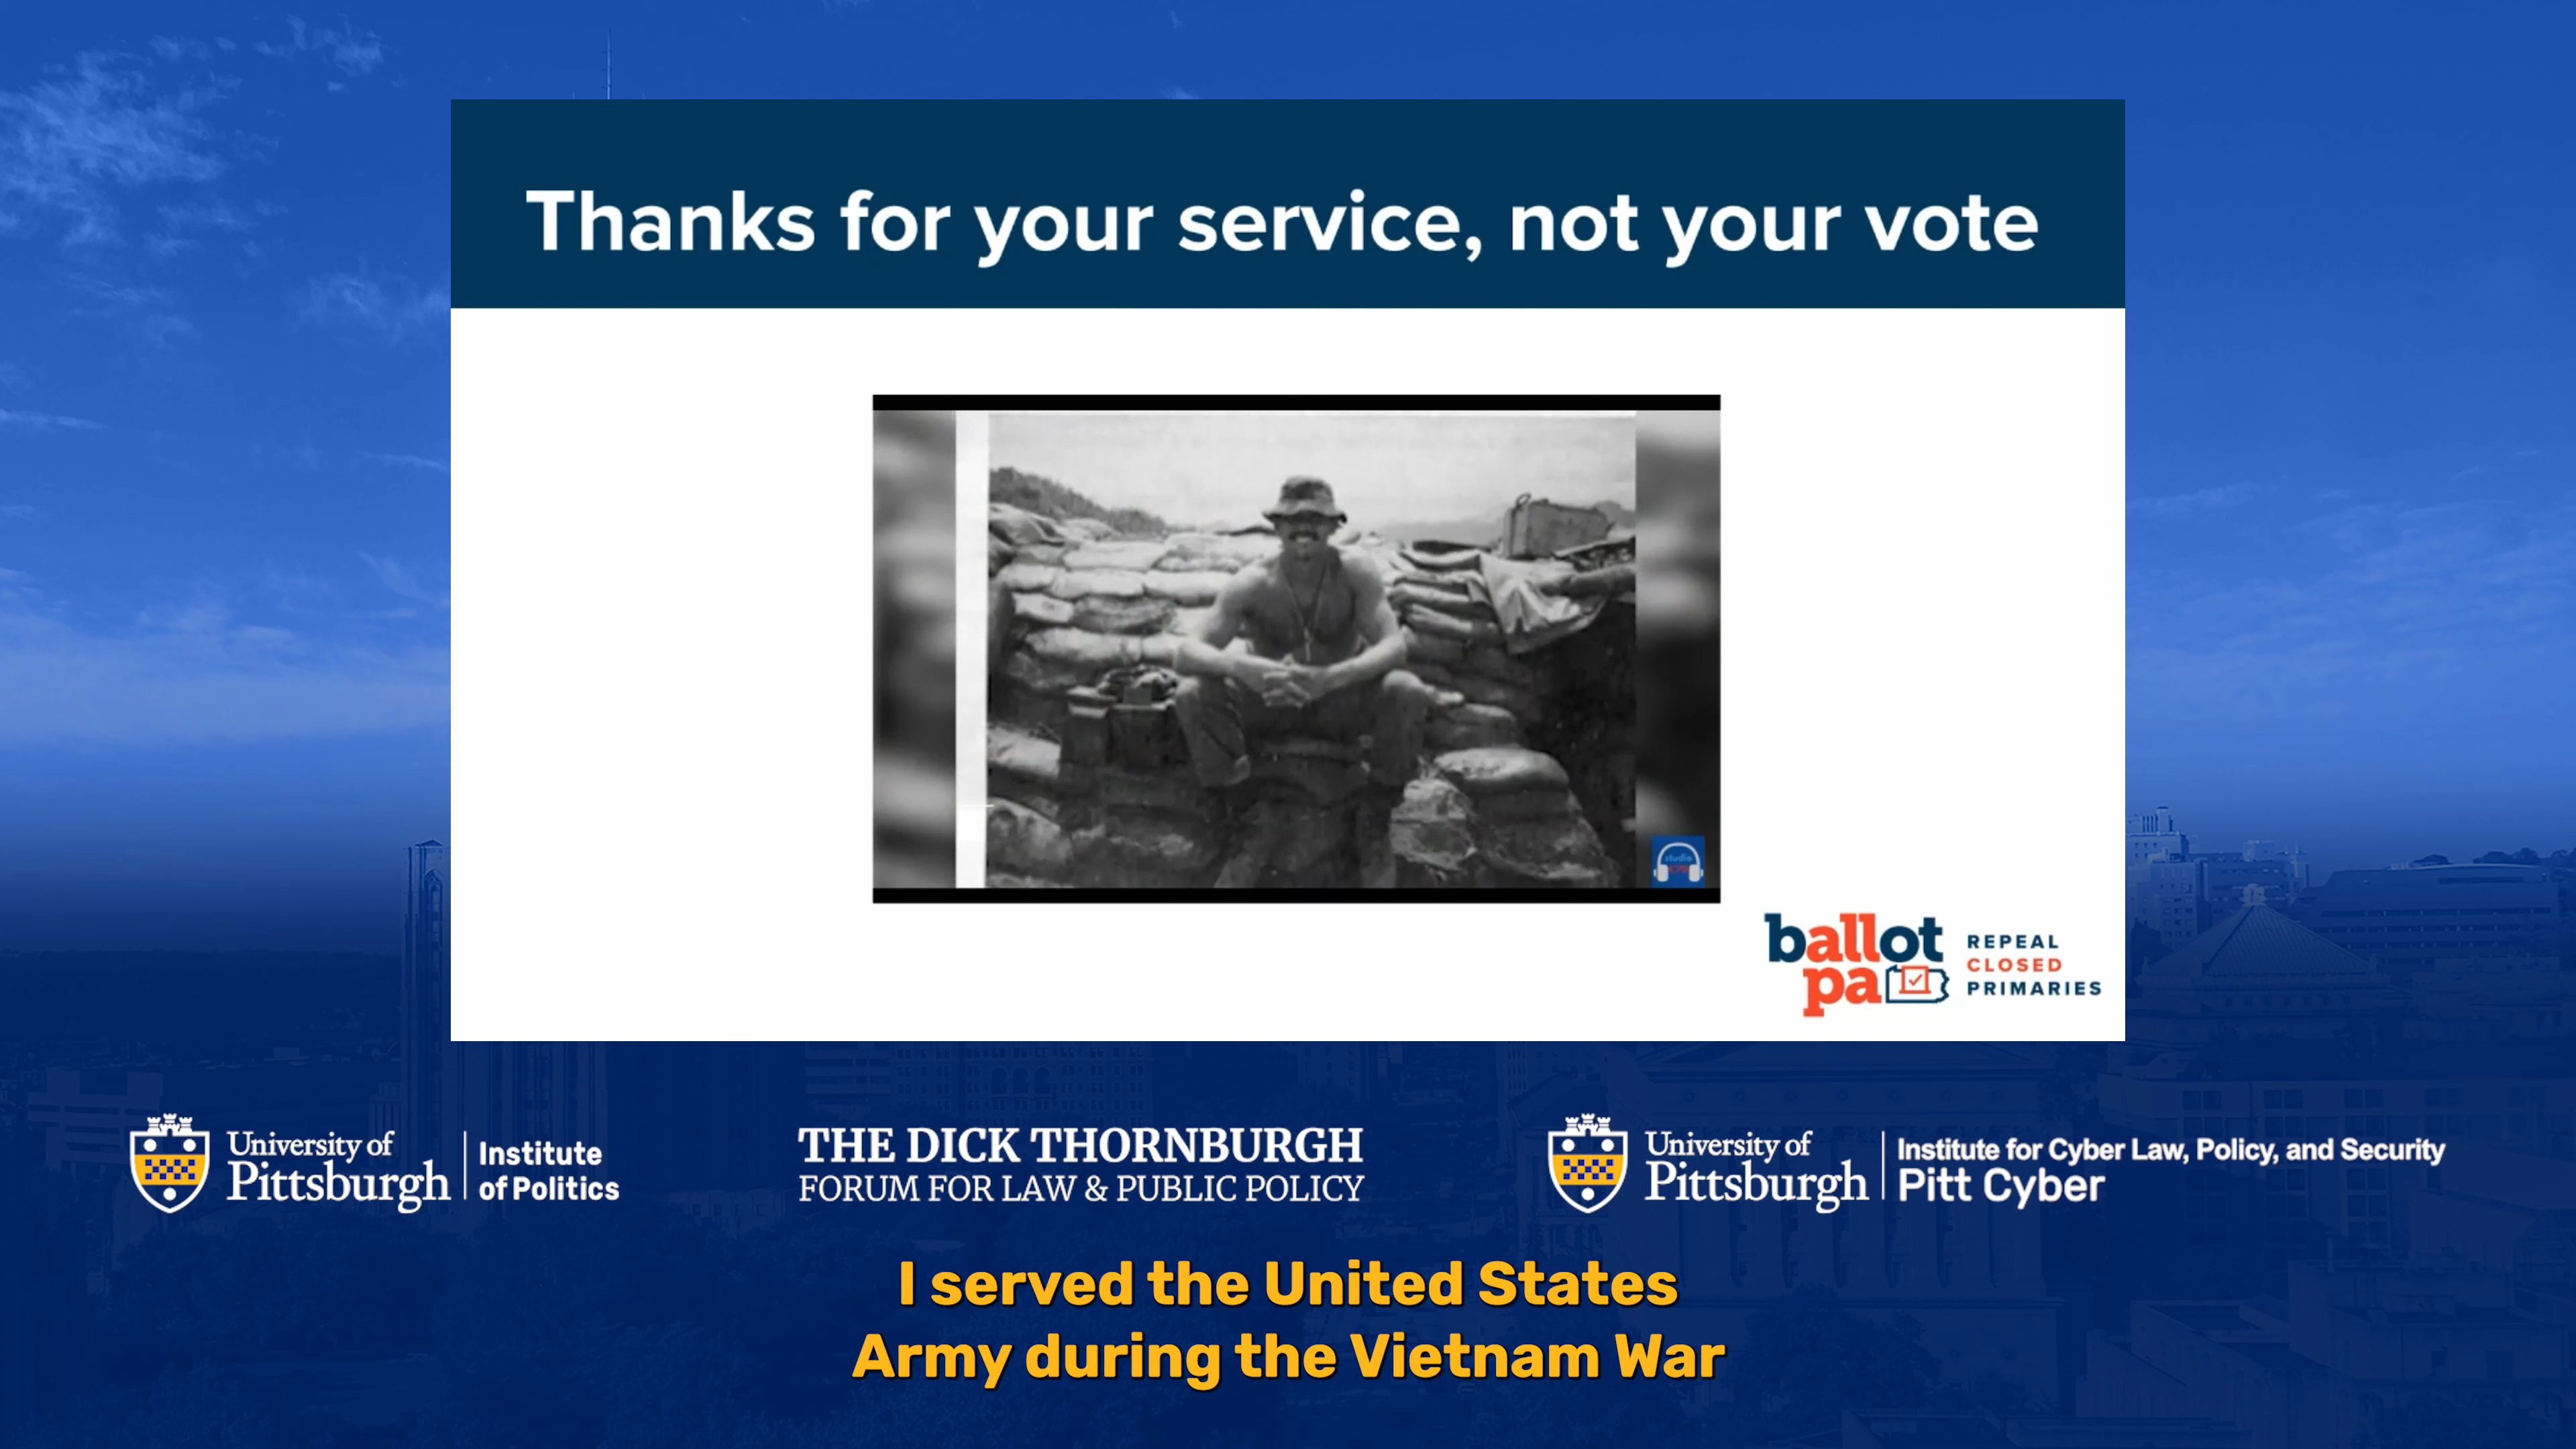 Thanks for your service, not your vote
studio
ballot
pa
REPEAL
CLOSED
PRIMARIES
University of
Pittsburgh
Institute
of Politics
THE DICK THORNBURGH
FORUM FOR LAW & PUBLIC POLICY
University of
Pittsburgh
Institute for Cyber Law, Policy, and Security
Pitt Cyber
I served the United States
Army during the Vietnam War